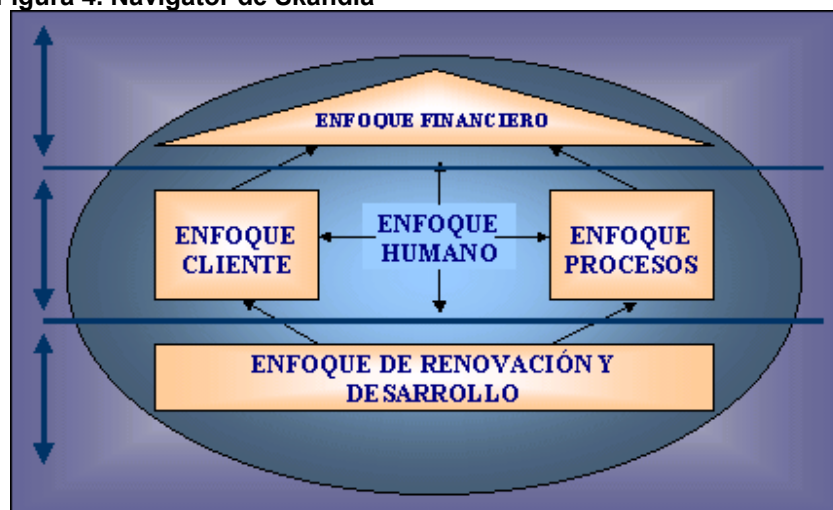 Figura 4. Navigator de Skandia
ENFOQUE FINANCIERO
ENFOQUE
CLIENTE
ENFOQUE
HUMANO
ENFOQUE
PROCESOS
ENFOQUE DE RENOVACIÓN Y
DESARROLLO